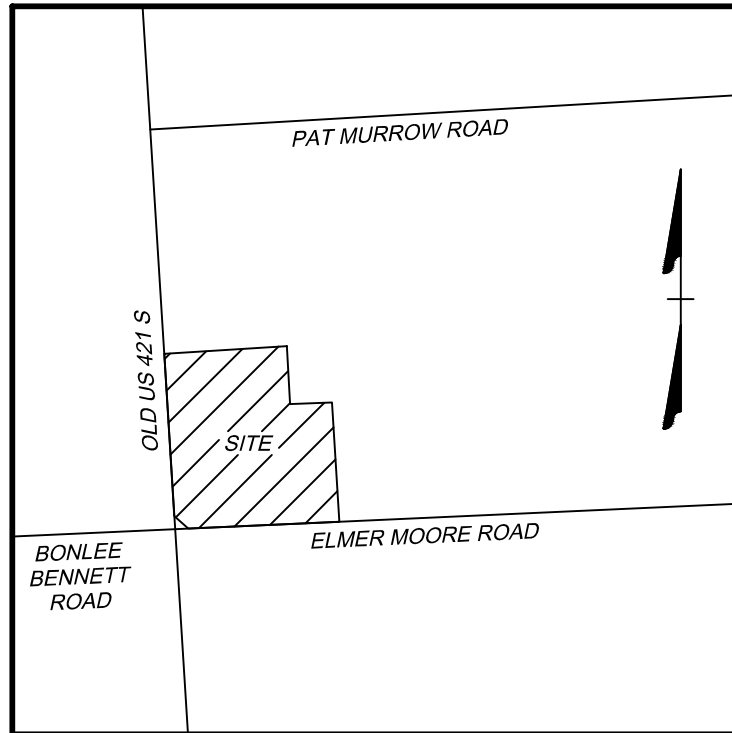 PAT MURROW ROAD
OLD US 421 S
SITE
ELMER MOORE ROAD
BONLEE
BENNETT
ROAD